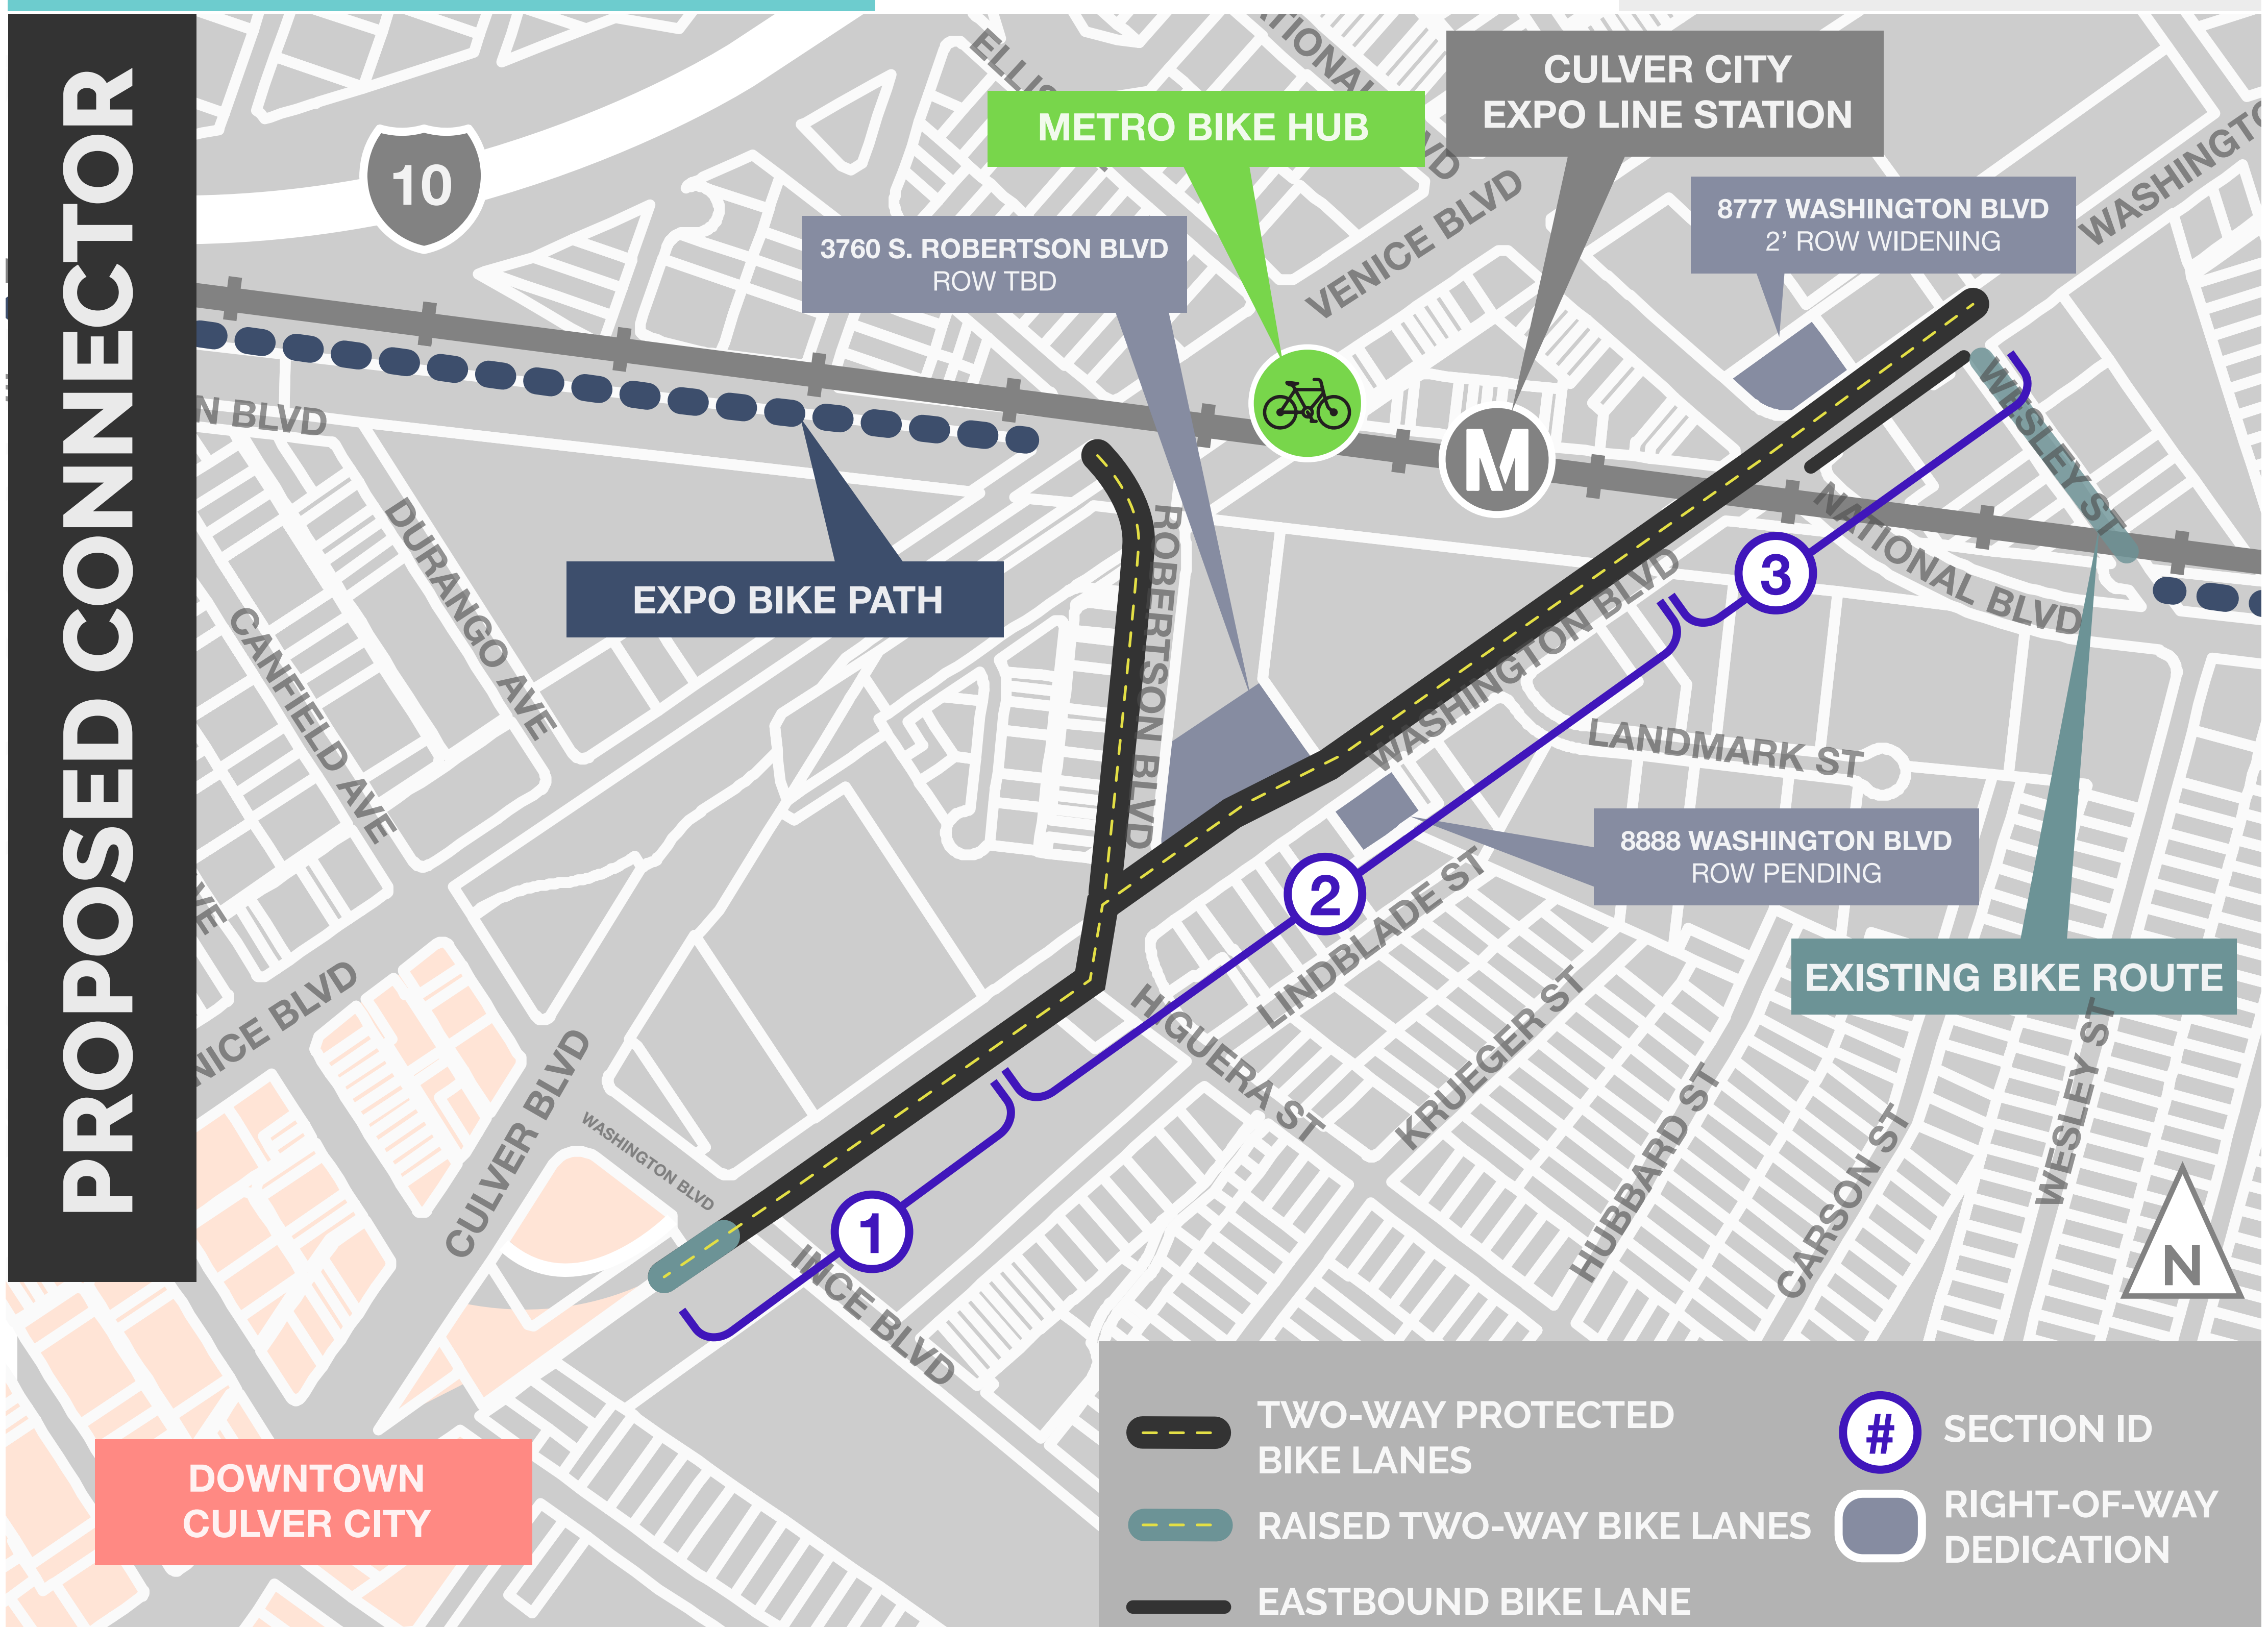 PROPOSED CONNECTOR
10
METRO BIKE HUB
CULVER CITY
EXPO LINE STATION
3760 S. ROBERTSON BLVD
ROW TBD
8777 WASHINGTON BLVD
2’ ROW WIDENING
VENICE BLVD
M
WESLEY ST
N BLVD
DURANGO AVE
CANFIELD AVE
EXPO BIKE PATH
ROBERTSON BLVD
WASHINGTON BLVD
NATIONAL BLVD
3
LANDMARK ST
8888 WASHINGTON BLVD
ROW PENDING
2
LINDBLADE ST
EXISTING BIKE ROUTE
NICE BLVD
CULVER BLVD
WASHINGTON BLVD
HIGUERA ST
KRUEGER ST
HUBBARD ST
CARSON ST
WESLEY ST
1
INCE BLVD
N
DOWNTOWN
CULVER CITY
TWO-WAY PROTECTED
BIKE LANES
RAISED TWO-WAY BIKE LANES
EASTBOUND BIKE LANE
#
SECTION ID
RIGHT-OF-WAY
DEDICATION